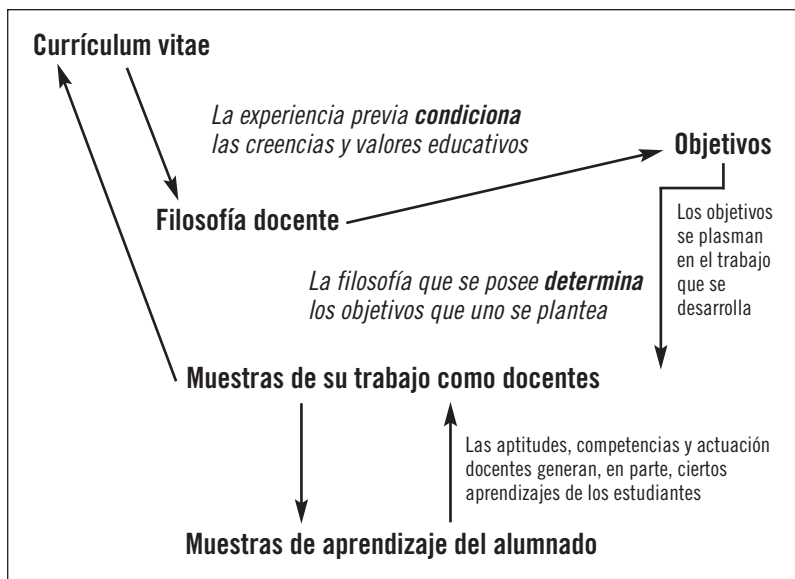 Currículum vitae
La experiencia previa condiciona
las creencias y valores educativos
Objetivos
Filosofía docente
Los objetivos
se plasman
en el trabajo
que se
desarrolla
La filosofía que se posee determina
los objetivos que uno se plantea
Muestras de su trabajo como docentes
Las aptitudes, competencias y actuación
docentes generan, en parte, ciertos
aprendizajes de los estudiantes
Muestras de aprendizaje del alumnado